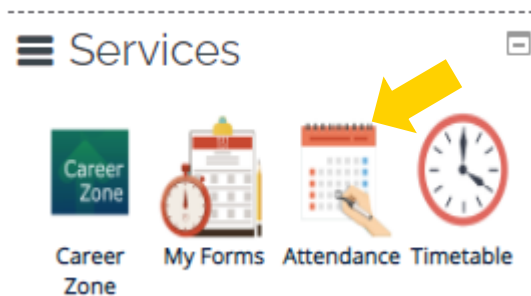 Services
Career
Zone
Career
Zone
My Forms
Attendance
Timetable